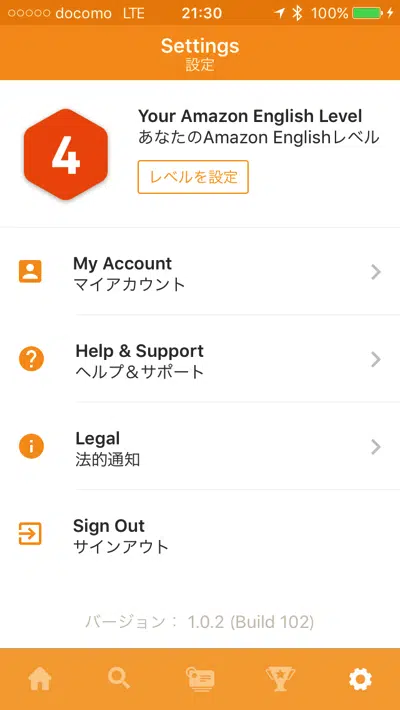 docomo LTE 21:30 100%
Settings
設定
4
Your Amazon English Level
あなたのAmazon Englishレベル
レベルを設定
My Account
マイアカウント
?
Help & Support
ヘルプ＆サポート
i
Legal
法的通知
Sign Out
サインアウト
バージョン： 1.0.2 (Build 102)